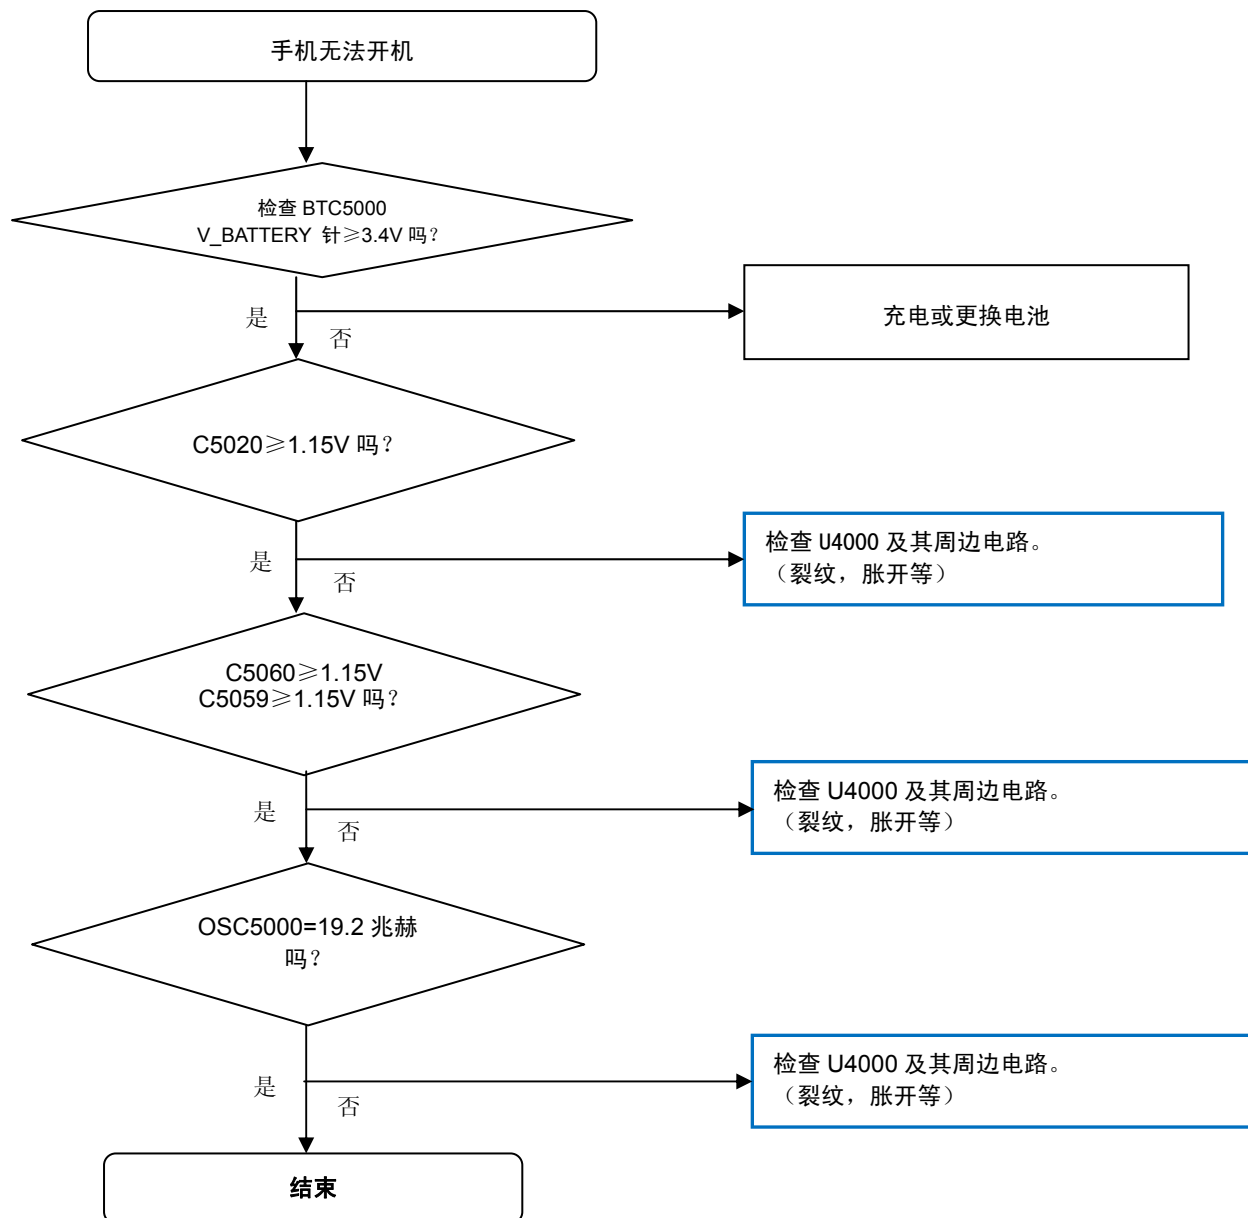 手机无法开机
检查 BTC5000
V_BATTERY 针≥3.4V 吗？
是
否
充电或更换电池
C5020≥1.15V 吗？
是
否
检查 U4000 及其周边电路。
（裂纹，胀开等）
C5060≥1.15V
C5059≥1.15V 吗？
是
否
检查 U4000 及其周边电路。
（裂纹，胀开等）
OSC5000=19.2 兆赫
吗？
是
否
检查 U4000 及其周边电路。
（裂纹，胀开等）
结束